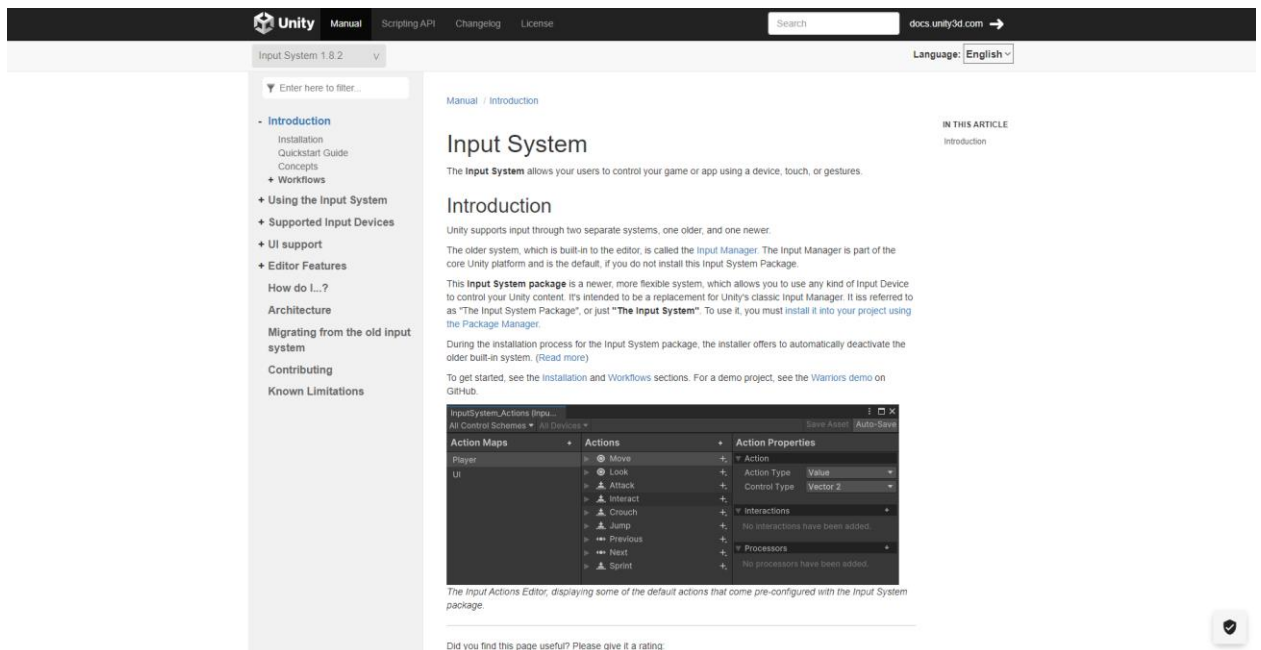 Unity
Manual
Scripting API
Changelog
License
Search
docs.unity3d.com
Input System 1.8.2
Language: English
Enter here to filter...
- Introduction
Installation
Quickstart Guide
Concepts
+ Workflows
+ Using the Input System
+ Supported Input Devices
+ UI support
+ Editor Features
How do I...?
Architecture
Migrating from the old input
system
Contributing
Known Limitations
Manual / Introduction
Input System
The Input System allows your users to control your game or app using a device, touch, or gestures.
Introduction
Unity supports input through two separate systems, one older, and one newer.
The older system, which is built-in to the editor, is called the Input Manager. The Input Manager is part of the
core Unity platform and is the default, if you do not install this Input System Package.
This Input System package is a newer, more flexible system, which allows you to use any kind of Input Device
to control your Unity content. It's intended to be a replacement for Unity's classic Input Manager. It iss referred to
as "The Input System Package", or just "The Input System". To use it, you must install it into your project using
the Package Manager.
During the installation process for the Input System package, the installer offers to automatically deactivate the
older built-in system. (Read more)
To get started, see the Installation and Workflows sections. For a demo project, see the Warriors demo on
GitHub.
InputSystem_Actions (Inpu...
All Control Schemes All Devices Save Asset Auto-Save
Action Maps +
Player
UI
Actions +
Move
Look
Attack
Interact
Crouch
Jump
Previous
Next
Sprint
Action Properties
Action
Action Type Value
Control Type Vector 2
Interactions +
No interactions have been added.
Processors +
No processors have been added.
The Input Actions Editor, displaying some of the default actions that come pre-configured with the Input System
package.
Did you find this page useful? Please give it a rating:
IN THIS ARTICLE
Introduction